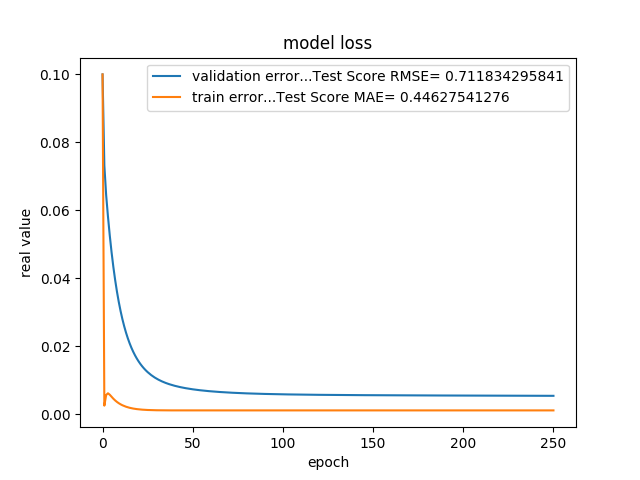 model loss
validation error...Test Score RMSE= 0.711834295841
train error...Test Score MAE= 0.44627541276
real value
0.10
0.08
0.06
0.04
0.02
0.00
0 50 100 150 200 250
epoch